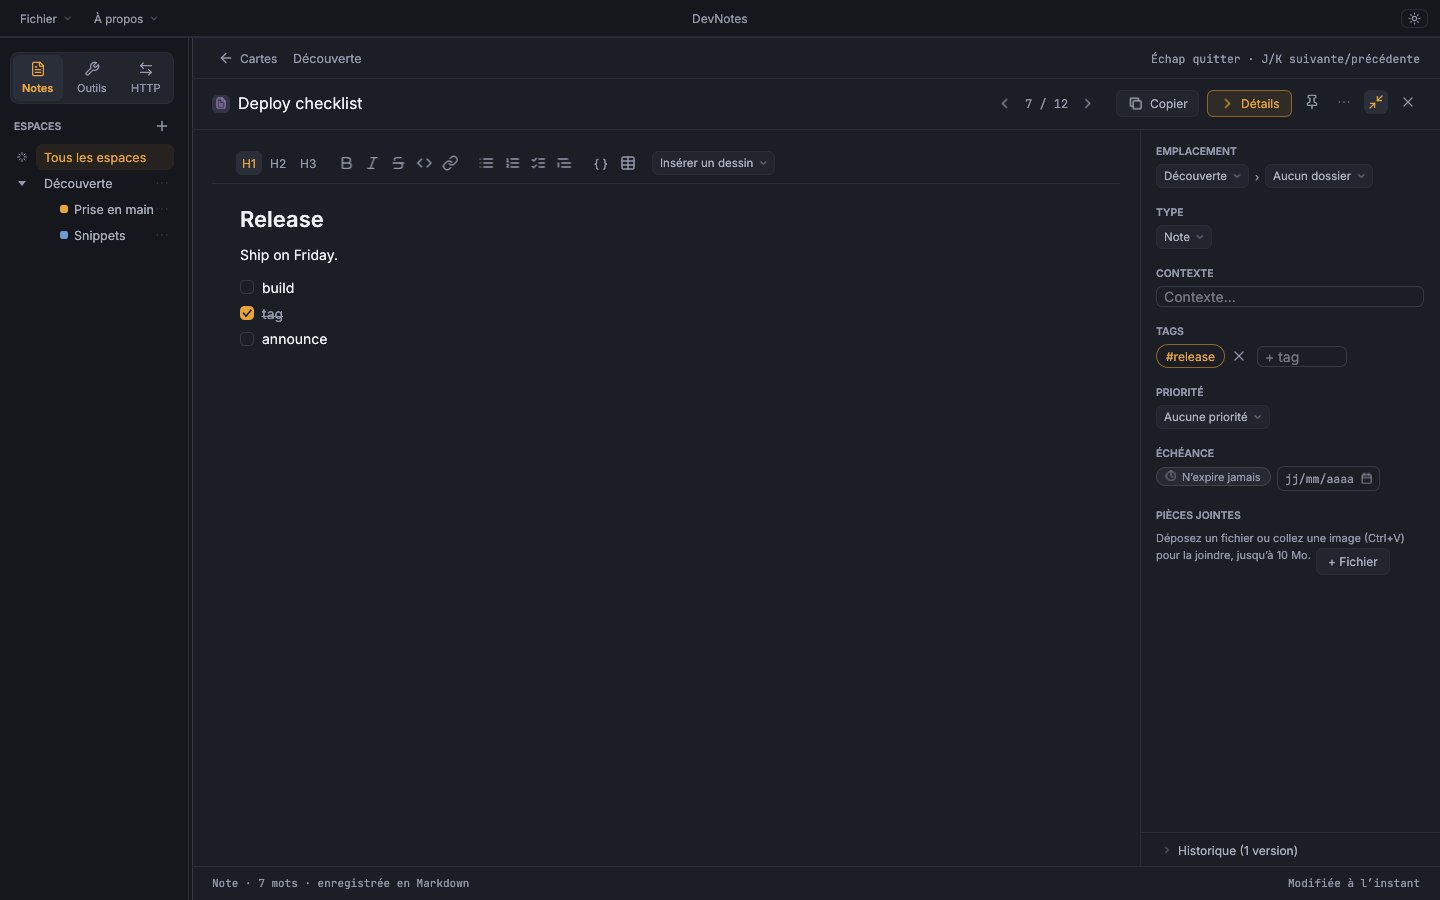 Fichier À propos DevNotes
Notes Outils HTTP
ESPACES
Tous les espaces
Découverte
Prise en main
Snippets
Cartes Découverte Échap quitter · J/K suivante/précédente
Deploy checklist 7 / 12 Copier Détails
H1 H2 H3 Insérer un dessin
Release
Ship on Friday.
build
tag
announce
EMPLACEMENT
Découverte › Aucun dossier
TYPE
Note
CONTEXTE
Contexte...
TAGS
#release + tag
PRIORITÉ
Aucune priorité
ÉCHÉANCE
N'expire jamais jj/mm/aaaa
PIÈCES JOINTES
Déposez un fichier ou collez une image (Ctrl+V)
pour la joindre, jusqu'à 10 Mo. + Fichier
Historique (1 version)
Note · 7 mots · enregistrée en Markdown Modifiée à l'instant